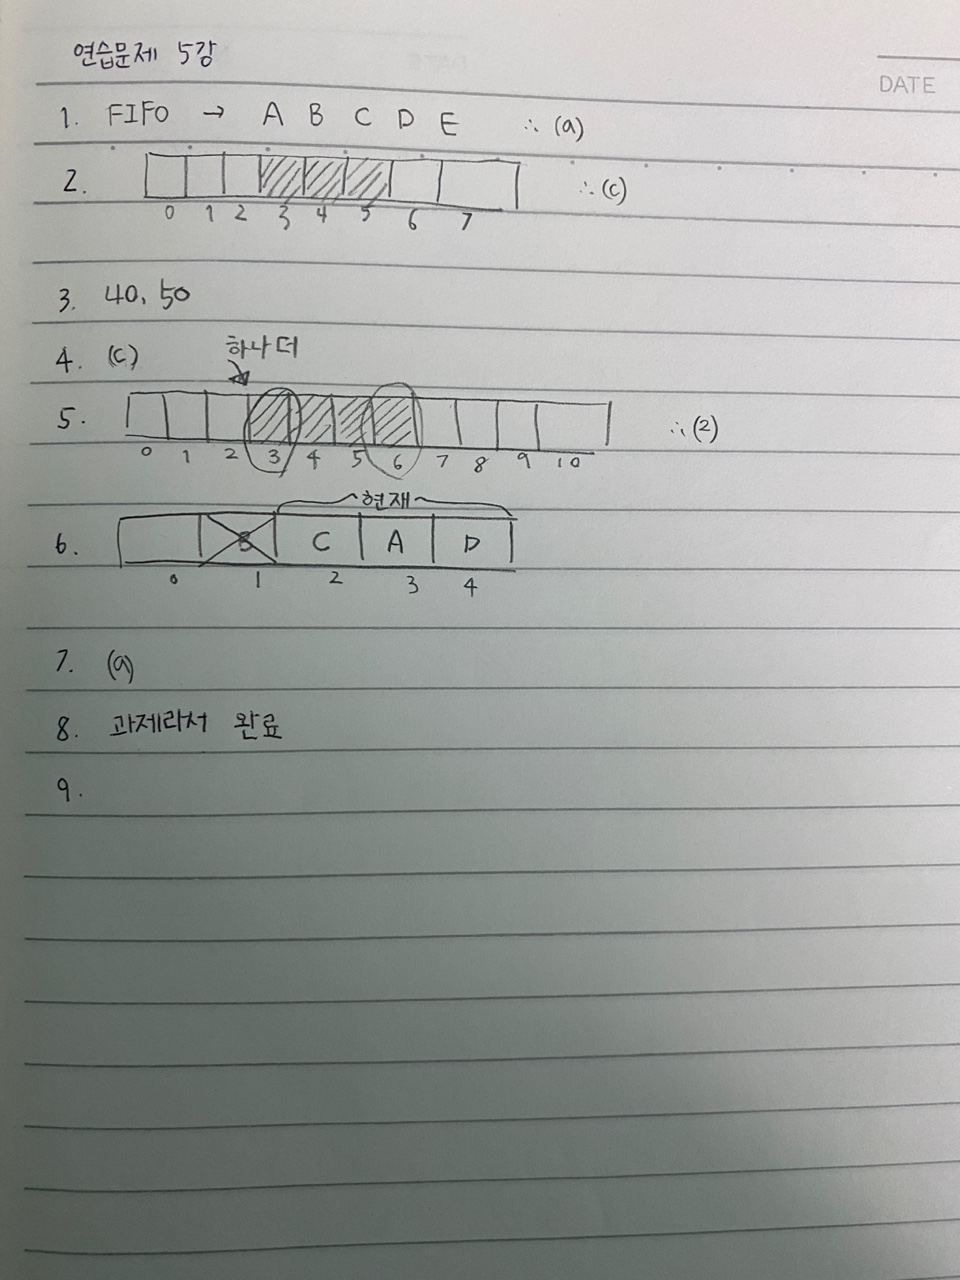 연습문제 5강
DATE
1. FIFO → A B C D E ∴ (a)
2. ∴ (c)
0 1 2 3 4 5 6 7
3. 40, 50
4. (c)
하나 더
5. ∴ (2)
0 1 2 3 4 5 6 7 8 9 10
현재
6. B C A D
0 1 2 3 4
7. (a)
8. 과제라서 완료
9.